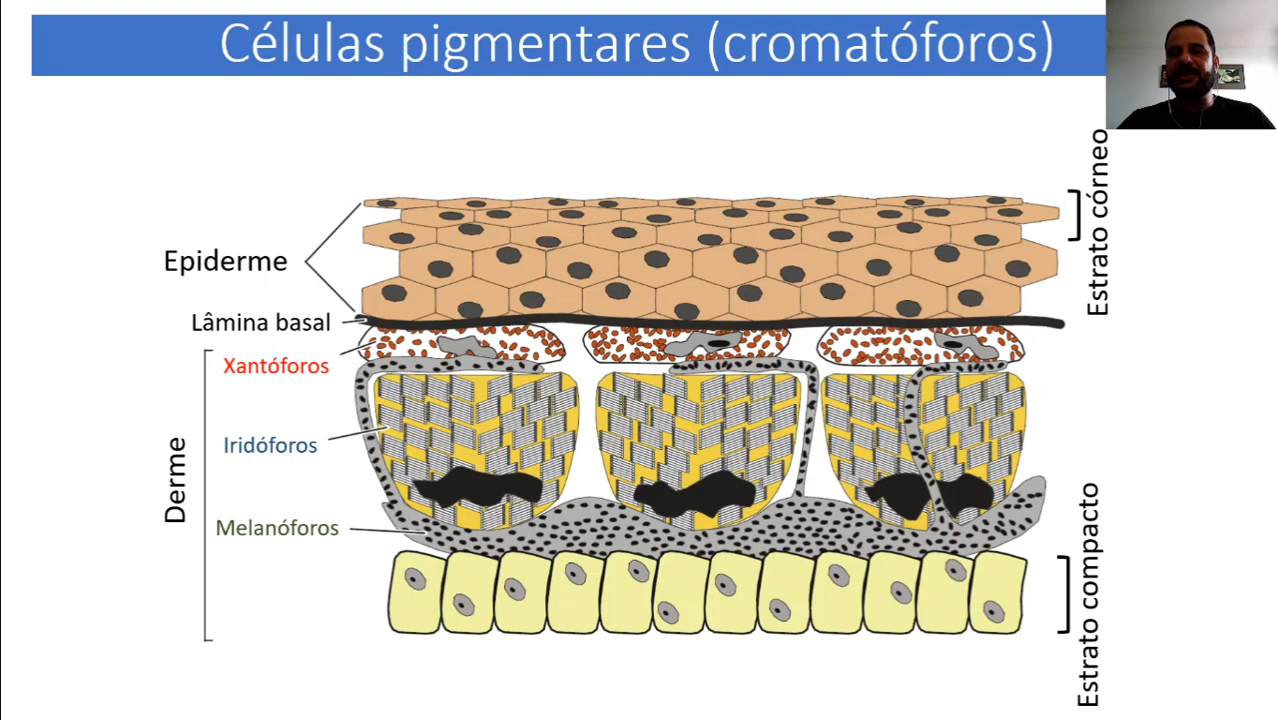 Células pigmentares (cromatóforos)
Estrato córneo
Epiderme
Lâmina basal
Xantóforos
Derme
Iridóforos
Melanóforos
Estrato compacto